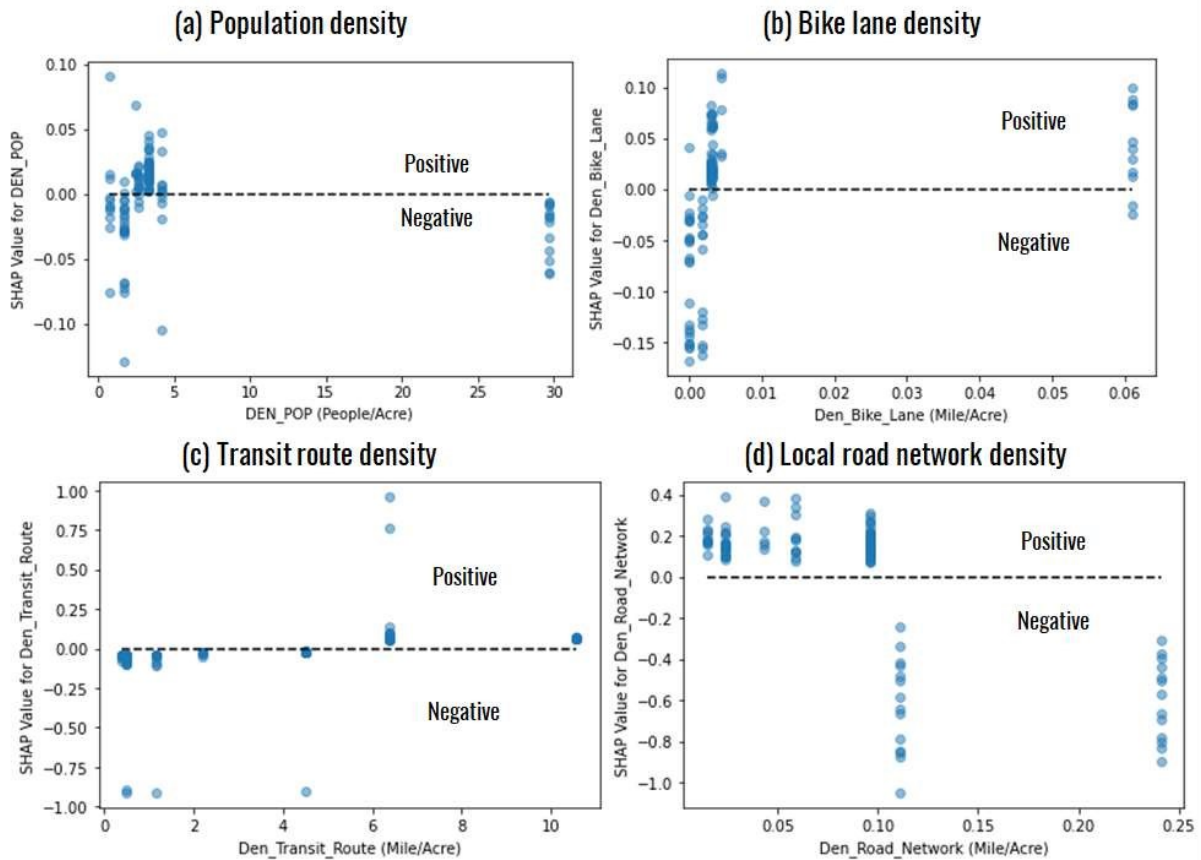 (a) Population density
SHAP Value for DEN_POP
0.10
0.05
0.00
−0.05
−0.10
Positive
Negative
0
5
10
15
20
25
30
DEN_POP (People/Acre)
(b) Bike lane density
SHAP Value for Den_Bike_Lane
0.10
0.05
0.00
−0.05
−0.10
−0.15
Positive
Negative
0.00
0.01
0.02
0.03
0.04
0.05
0.06
Den_Bike_Lane (Mile/Acre)
(c) Transit route density
SHAP Value for Den_Transit_Route
1.00
0.75
0.50
0.25
0.00
−0.25
−0.50
−0.75
−1.00
Positive
Negative
2
4
6
8
10
Den_Transit_Route (Mile/Acre)
(d) Local road network density
SHAP Value for Den_Road_Network
0.4
0.2
0.0
−0.2
−0.4
−0.6
−0.8
−1.0
Positive
Negative
0.05
0.10
0.15
0.20
0.25
Den_Road_Network (Mile/Acre)